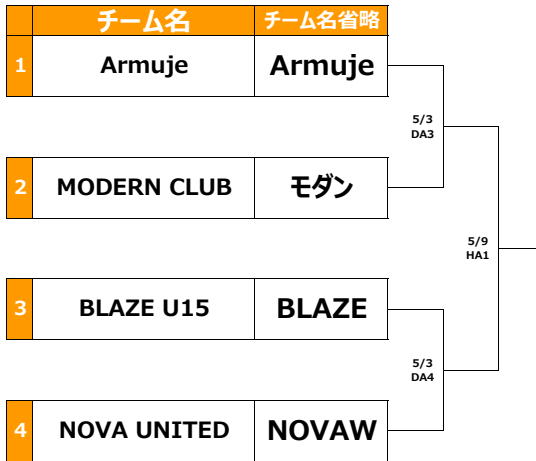 チーム名 チーム名省略
1 Armuje Armuje
5/3
DA3
2 MODERN CLUB モダン
5/9
HA1
3 BLAZE U15 BLAZE
5/3
DA4
4 NOVA UNITED NOVAW